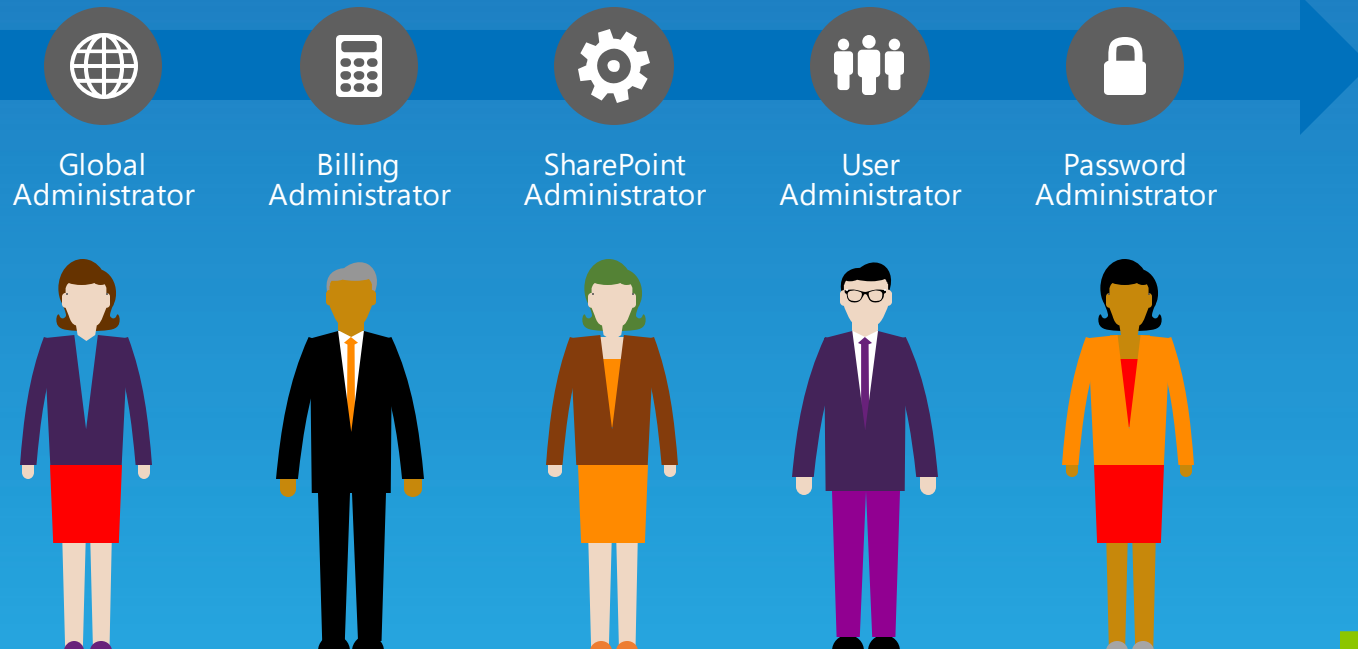 Global
Administrator
Billing
Administrator
SharePoint
Administrator
User
Administrator
Password
Administrator